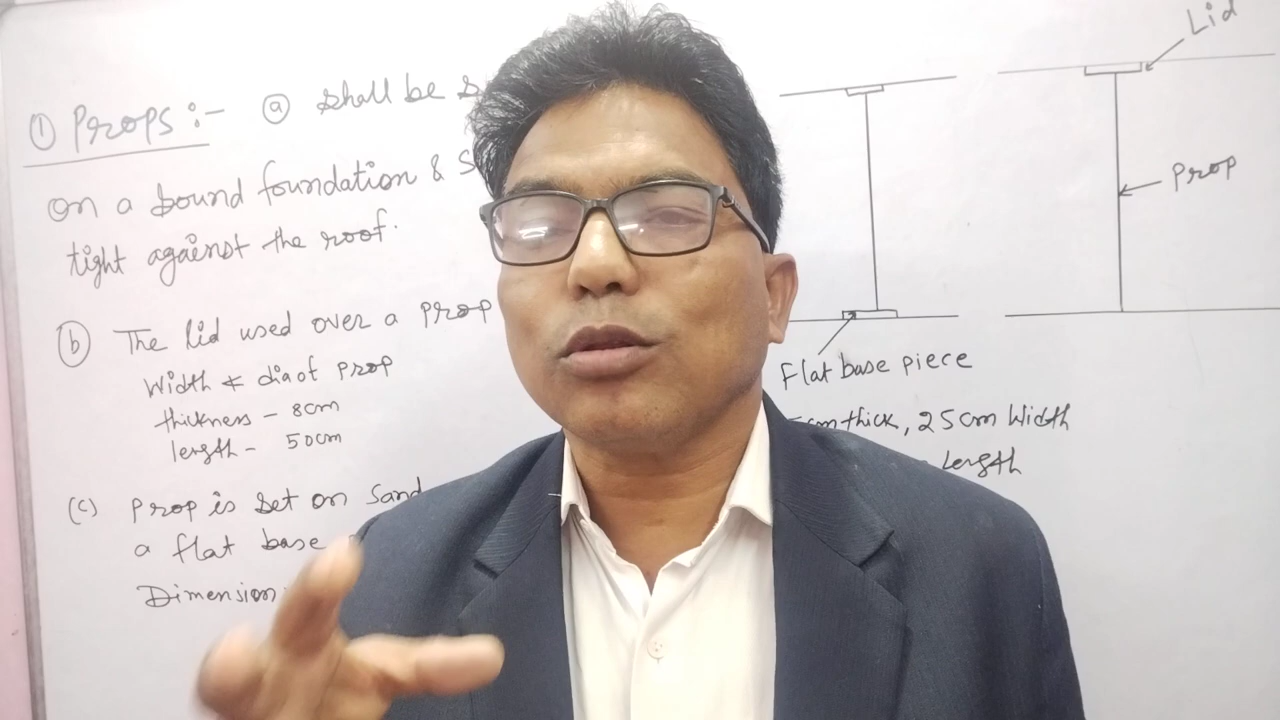 ① Props :- ⓐ shall be
on a sound foundation &
tight against the roof.
ⓑ The lid used over a prop
Width ≮ dia of prop
thickness - 8cm
length - 50cm
(c) Prop is set on sand
a flat base
Dimension
Lid
Prop
Flat base piece
cm thick, 25cm Width
Length